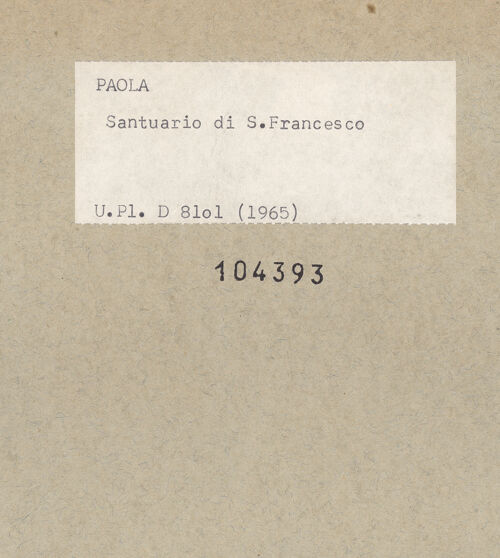 PAOLA
Santuario di S.Francesco
U.Pl. D 8lol (1965)
104393